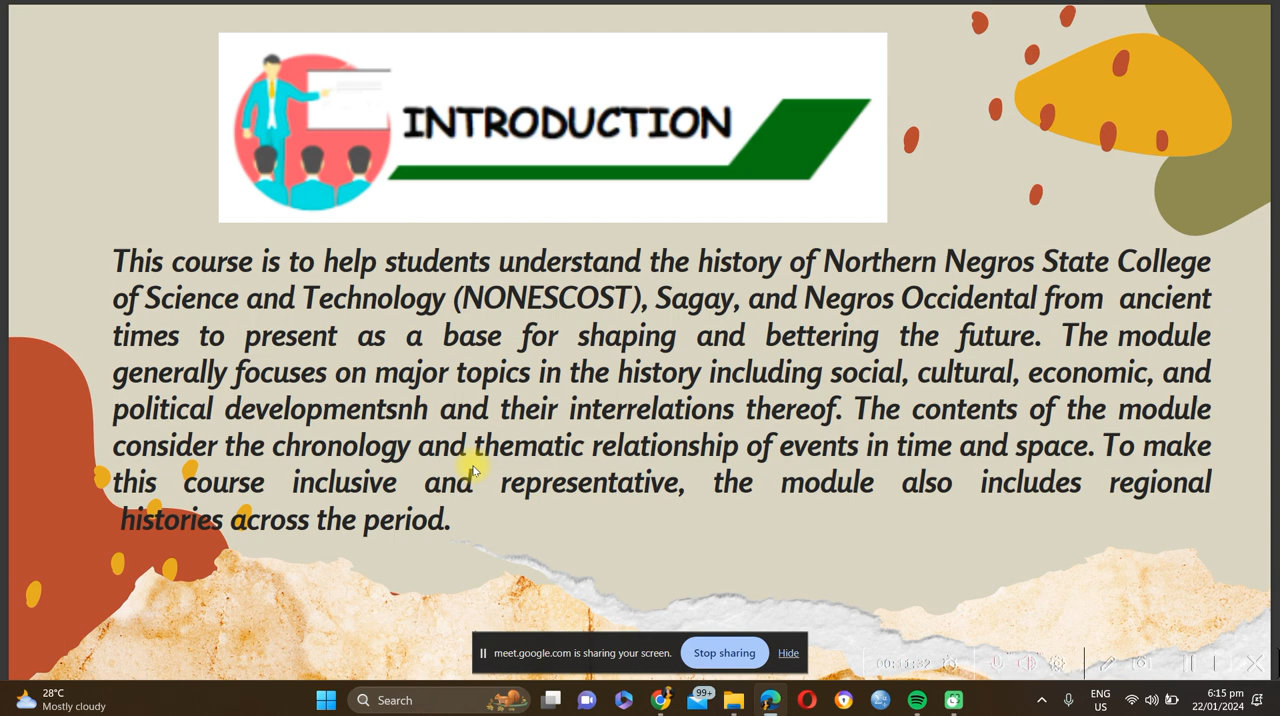 INTRODUCTION
This course is to help students understand the history of Northern Negros State College
of Science and Technology (NONESCOST), Sagay, and Negros Occidental from ancient
times to present as a base for shaping and bettering the future. The module
generally focuses on major topics in the history including social, cultural, economic, and
political developmentsnh and their interrelations thereof. The contents of the module
consider the chronology and thematic relationship of events in time and space. To make
this course inclusive and representative, the module also includes regional
histories across the period.
meet.google.com is sharing your screen.
Stop sharing
Hide
28°C
Mostly cloudy
Search
99+
ENG
US
6:15 pm
22/01/2024